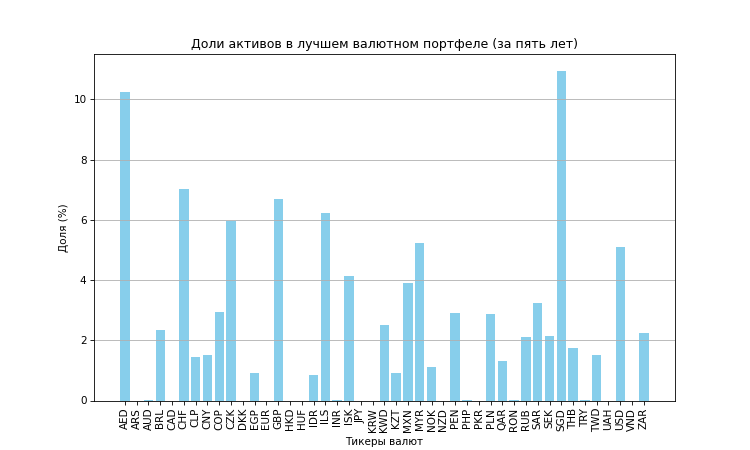 Доли активов в лучшем валютном портфеле (за пять лет)
Доля (%)
10
8
6
4
2
0
AED ARS AUD BRL CAD CHF CLP CNY COP CZK DKK EGP EUR GBP HKD HUF IDR ILS INR ISK JPY KRW KWD KZT MXN MYR NOK NZD PEN PHP PKR PLN QAR RON RUB SAR SEK SGD THB TRY TWD UAH USD VND ZAR
Тикеры валют